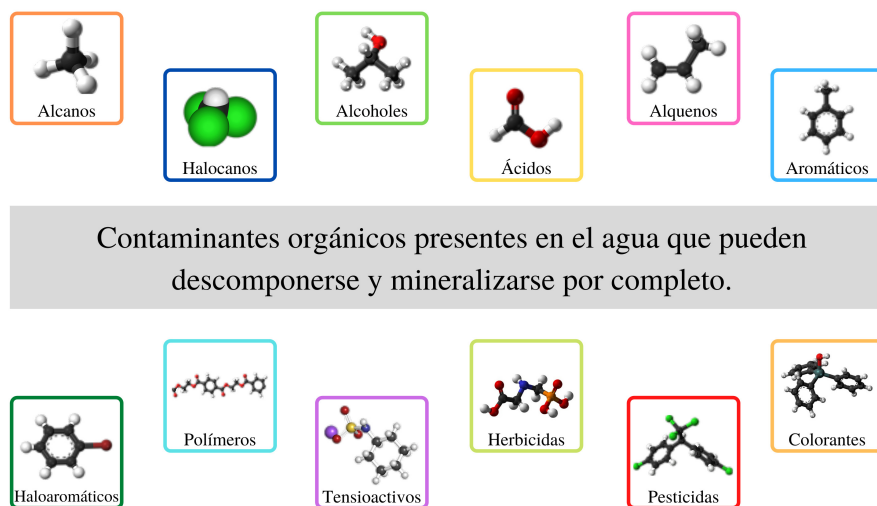 Alcanos
Halocanos
Alcoholes
Ácidos
Alquenos
Aromáticos
Contaminantes orgánicos presentes en el agua que pueden
descomponerse y mineralizarse por completo.
Haloaromáticos
Polímeros
Tensioactivos
Herbicidas
Pesticidas
Colorantes